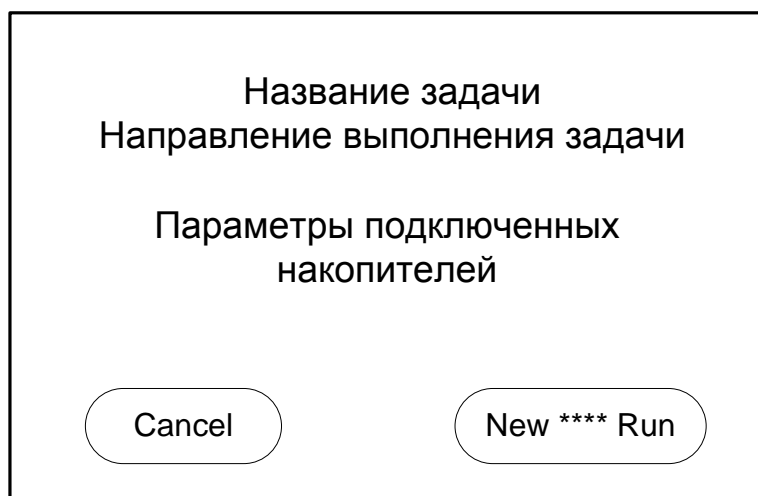 Название задачи
Направление выполнения задачи
Параметры подключенных
накопителей
Cancel
New **** Run